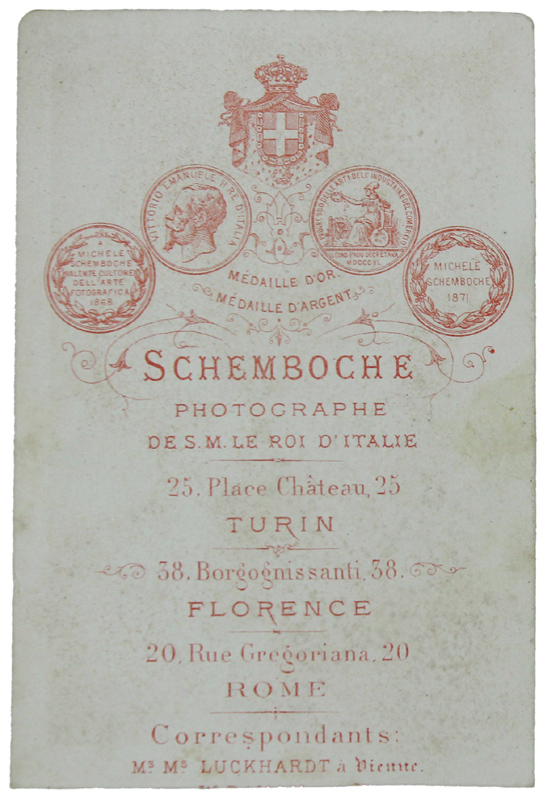 VITTORIO EMANUELE II RE D'ITALIA
A
MICHELE
SCHEMBOCHE
VALENTE CULTORE
DELL'ARTE
FOTOGRAFICA
1868
MICHELE
SCHEMBOCHE
1871
MÉDAILLE D'OR.
MÉDAILLE D'ARGENT
SCHEMBOCHE
PHOTOGRAPHE
DE S.M. LE ROI D'ITALIE
25. Place Château, 25
TURIN
38. Borgognissanti, 38.
FLORENCE
20, Rue Gregoriana, 20
ROME
Correspondants:
Ms Ms LUCKHARDT à Vienne.